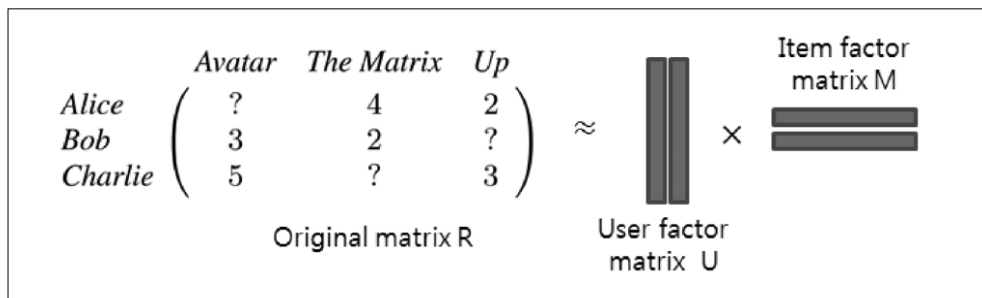 Avatar The Matrix Up
Alice ? 4 2
Bob 3 2 ?
Charlie 5 ? 3
Original matrix R
≈
User factor
matrix U
×
Item factor
matrix M